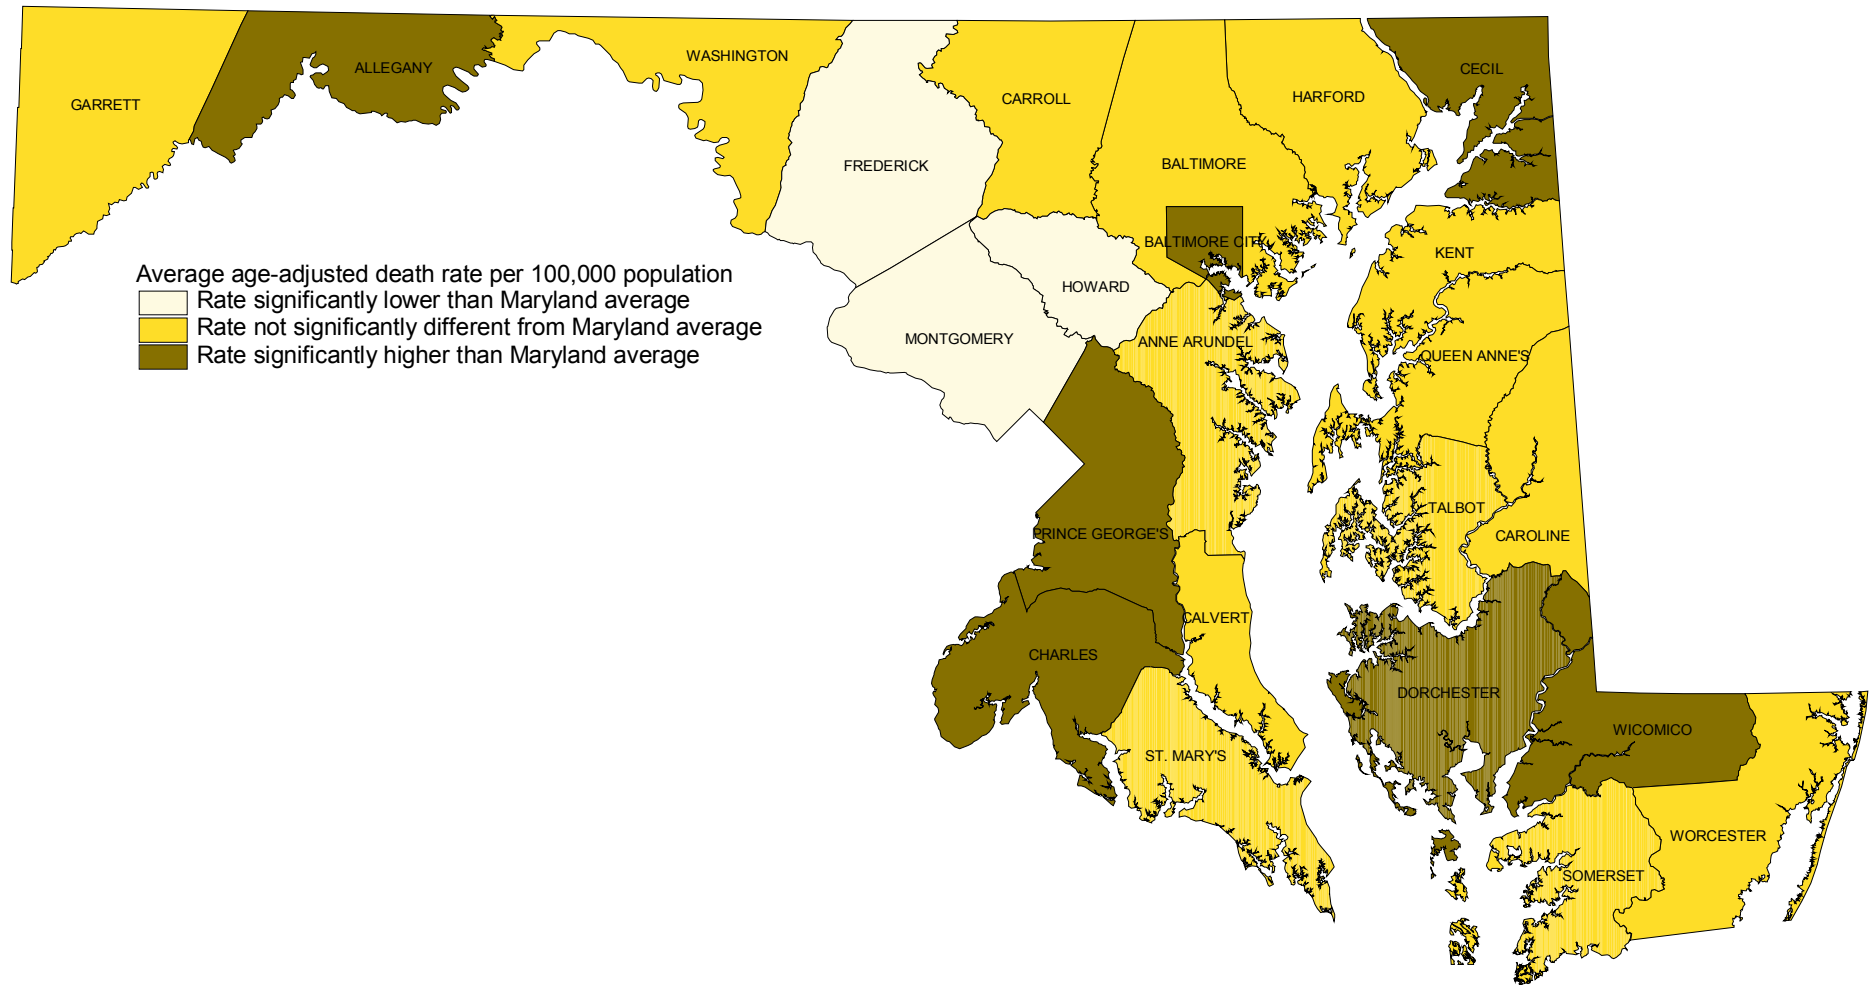 WASHINGTON
ALLEGANY
CECIL
GARRETT
CARROLL
HARFORD
FREDERICK
BALTIMORE
BALTIMORE CITY
KENT
Average age-adjusted death rate per 100,000 population
Rate significantly lower than Maryland average
Rate not significantly different from Maryland average
Rate significantly higher than Maryland average
HOWARD
MONTGOMERY
ANNE ARUNDEL
QUEEN ANNE'S
TALBOT
PRINCE GEORGE'S
CAROLINE
CALVERT
CHARLES
DORCHESTER
WICOMICO
ST. MARY'S
WORCESTER
SOMERSET